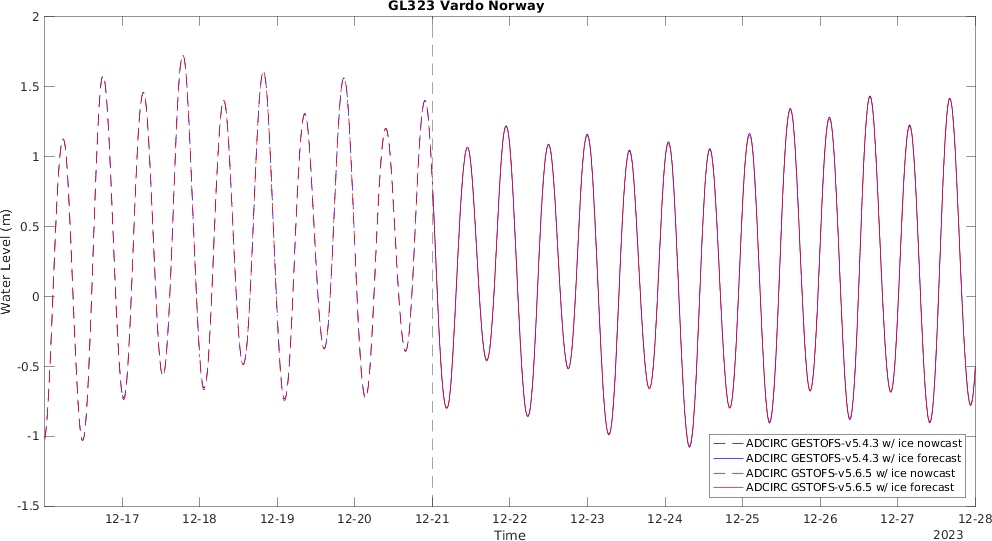 GL323 Vardo Norway
2
1.5
1
0.5
0
-0.5
-1
-1.5
Water Level (m)
ADCIRC GESTOFS-v5.4.3 w/ ice nowcast
ADCIRC GESTOFS-v5.4.3 w/ ice forecast
ADCIRC GSTOFS-v5.6.5 w/ ice nowcast
ADCIRC GSTOFS-v5.6.5 w/ ice forecast
12-17 12-18 12-19 12-20 12-21 12-22 12-23 12-24 12-25 12-26 12-27 12-28
Time
2023